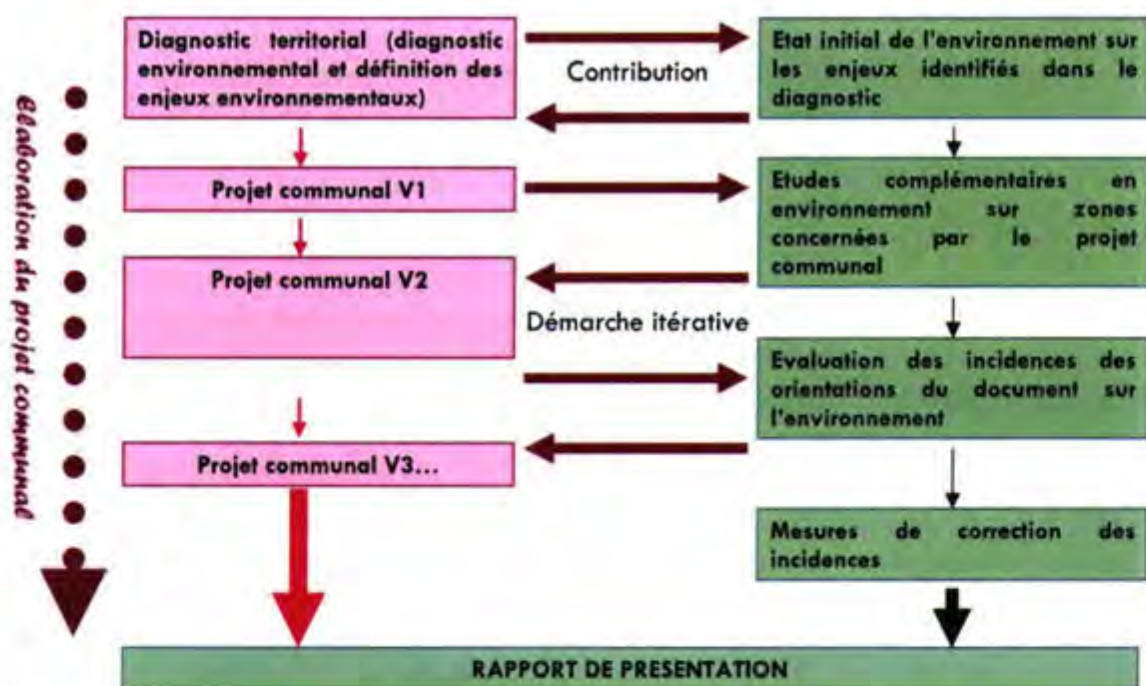 Diagnostic territorial (diagnostic
environnemental et définition des
enjeux environnementaux)
Contribution
Etat initial de l'environnement sur
les enjeux identifiés dans le
diagnostic
Elaboration du projet communal
Projet communal V1
Etudes complémentaires en
environnement sur zones
concernées par le projet
communal
Projet communal V2
Démarche itérative
Evaluation des incidences des
orientations du document sur
l'environnement
Projet communal V3...
Mesures de correction des
incidences
RAPPORT DE PRESENTATION